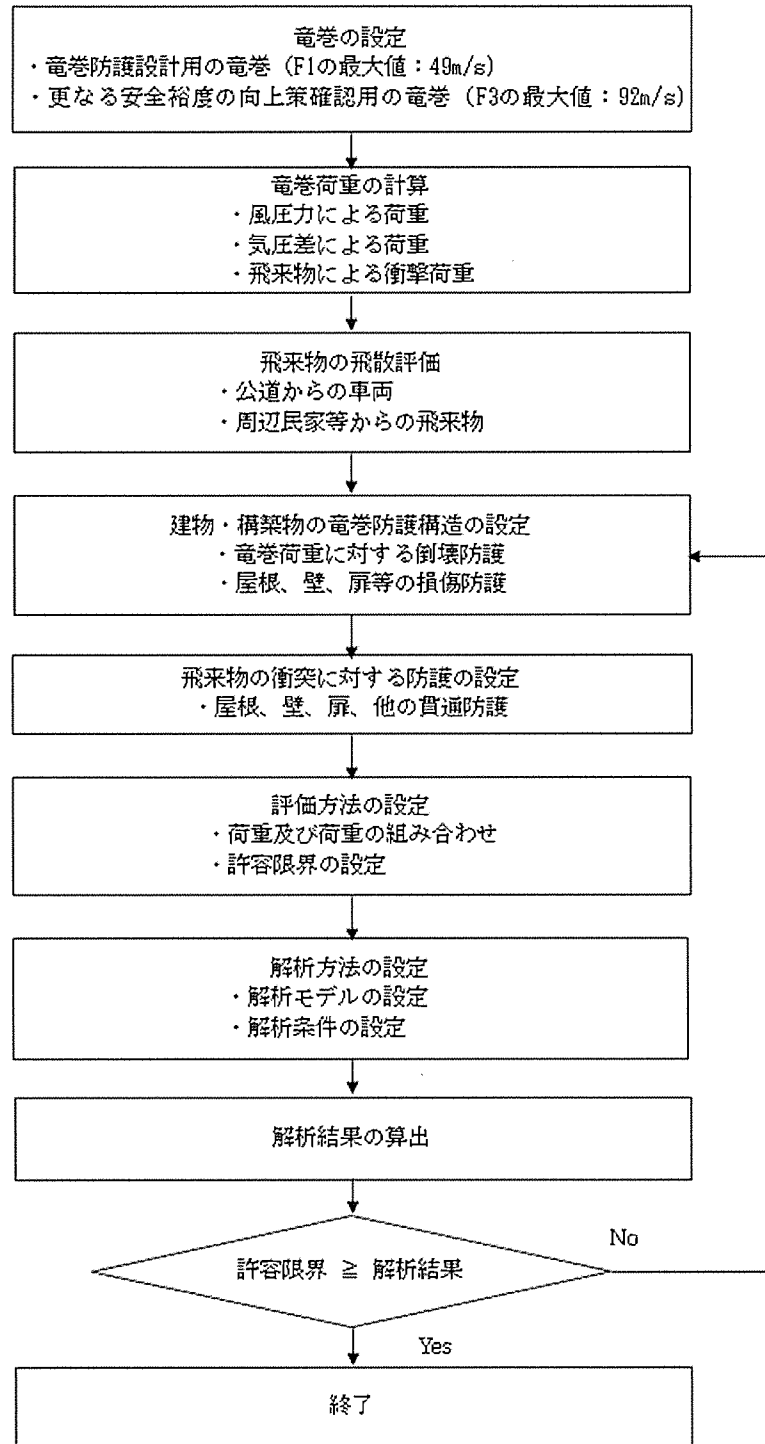 竜巻の設定
・竜巻防護設計用の竜巻（F1の最大値：49m/s）
・更なる安全裕度の向上策確認用の竜巻（F3の最大値：92m/s）
竜巻荷重の計算
・風圧力による荷重
・気圧差による荷重
・飛来物による衝撃荷重
飛来物の飛散評価
・公道からの車両
・周辺民家等からの飛来物
建物・構築物の竜巻防護構造の設定
・竜巻荷重に対する倒壊防護
・屋根、壁、扉等の損傷防護
飛来物の衝突に対する防護の設定
・屋根、壁、扉、他の貫通防護
評価方法の設定
・荷重及び荷重の組み合わせ
・許容限界の設定
解析方法の設定
・解析モデルの設定
・解析条件の設定
解析結果の算出
許容限界 ≧ 解析結果
No
Yes
終了